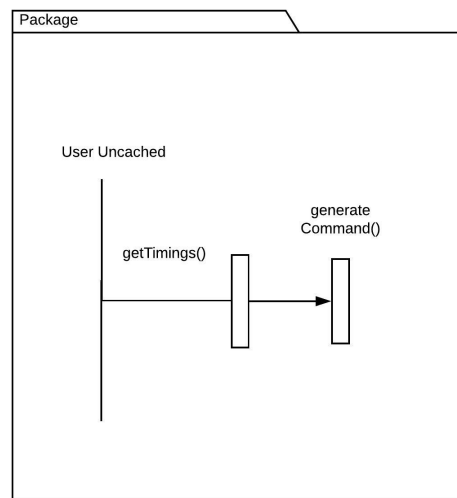 Package
User Uncached
generate
Command()
getTimings()